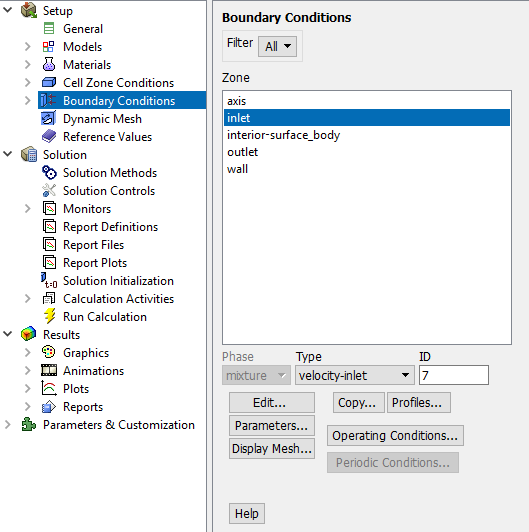 Setup
General
Models
Materials
Cell Zone Conditions
Boundary Conditions
Dynamic Mesh
Reference Values
Solution
Solution Methods
Solution Controls
Monitors
Report Definitions
Report Files
Report Plots
t=0 Solution Initialization
Calculation Activities
Run Calculation
Results
Graphics
Animations
Plots
Reports
Parameters & Customization
Boundary Conditions
Filter All
Zone
axis
inlet
interior-surface_body
outlet
wall
Phase Type ID
mixture velocity-inlet 7
Edit... Copy... Profiles...
Parameters... Operating Conditions...
Display Mesh... Periodic Conditions...
Help